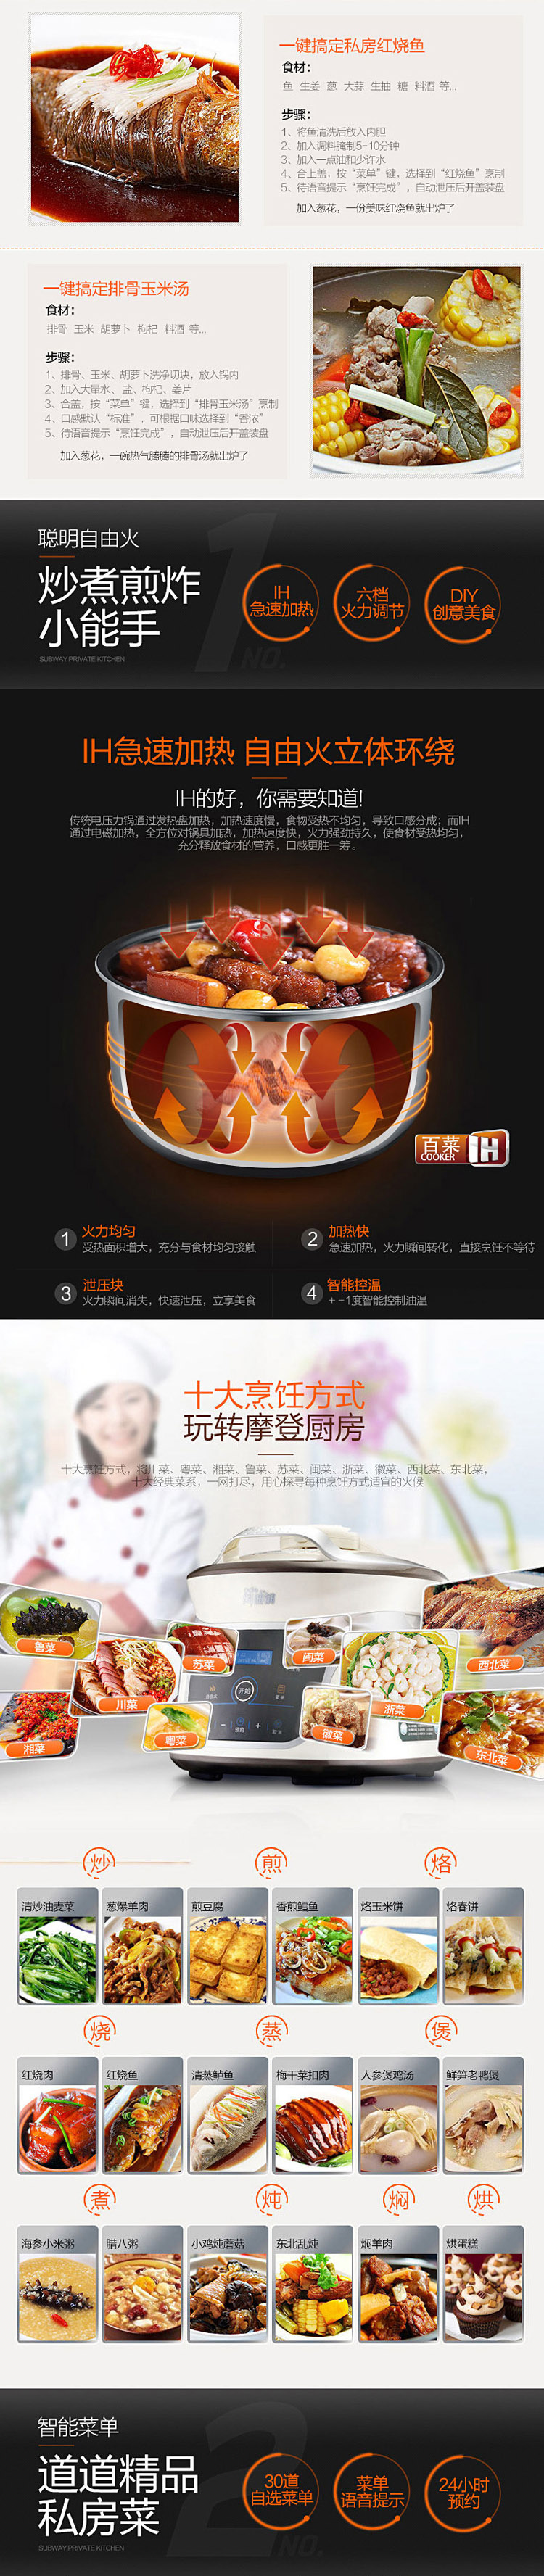 一键搞定私房红烧鱼
食材：
鱼 生姜 葱 大蒜 生抽 糖 料酒 等...
步骤：
1、将鱼清洗后放入内胆
2、加入调料腌制5-10分钟
3、加入一点油和少许水
4、合上盖，按“菜单”键，选择到“红烧鱼”烹制
5、待语音提示“烹饪完成”，自动泄压后开盖装盘
加入葱花，一份美味红烧鱼就出炉了
一键搞定排骨玉米汤
食材：
排骨 玉米 胡萝卜 枸杞 料酒 等...
步骤：
1、排骨、玉米、胡萝卜洗净切块，放入锅内
2、加入大量水、盐、枸杞、姜片
3、合盖，按“菜单”键，选择到“排骨玉米汤”烹制
4、口感默认“标准”，可根据口味选择到“香浓”
5、待语音提示“烹饪完成”，自动泄压后开盖装盘
加入葱花，一碗热气腾腾的排骨汤就出炉了
聪明自由火
炒煮煎炸
小能手
SUBWAY PRIVATE KITCHEN
1
NO.
IH
急速加热
六档
火力调节
DIY
创意美食
IH急速加热 自由火立体环绕
IH的好，你需要知道!
传统电压力锅通过发热盘加热，加热速度慢，食物受热不均匀，导致口感分成；而IH
通过电磁加热，全方位对锅具加热，加热速度快，火力强劲持久，使食材受热均匀，
充分释放食材的营养，口感更胜一筹。
百菜 IH
COOKER
1 火力均匀
受热面积增大，充分与食材均匀接触
2 加热快
急速加热，火力瞬间转化，直接烹饪不等待
3 泄压块
火力瞬间消失，快速泄压，立享美食
4 智能控温
+-1度智能控制油温
十大烹饪方式
玩转摩登厨房
十大烹饪方式，将川菜、粤菜、湘菜、鲁菜、苏菜、闽菜、浙菜、徽菜、西北菜、东北菜，
十大经典菜系，一网打尽，用心探寻每种烹饪方式适宜的火候
鲁菜
川菜
湘菜
苏菜
粤菜
闽菜
徽菜
浙菜
西北菜
东北菜
开始
炒 煎 烙
清炒油麦菜 葱爆羊肉 煎豆腐 香煎鳕鱼 烙玉米饼 烙春饼
烧 蒸 煲
红烧肉 红烧鱼 清蒸鲈鱼 梅干菜扣肉 人参煲鸡汤 鲜笋老鸭煲
煮 炖 焖 烘
海参小米粥 腊八粥 小鸡炖蘑菇 东北乱炖 焖羊肉 烘蛋糕
智能菜单
道道精品
私房菜
SUBWAY PRIVATE KITCHEN
2
NO.
30道
自选菜单
菜单
语音提示
24小时
预约